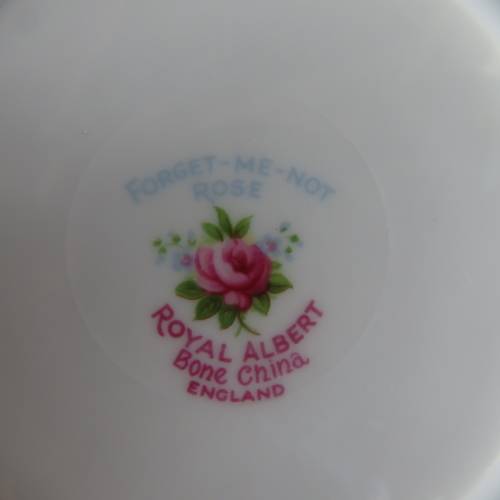 FORGET-ME-NOT
ROSE
ROYAL ALBERT
Bone China
ENGLAND